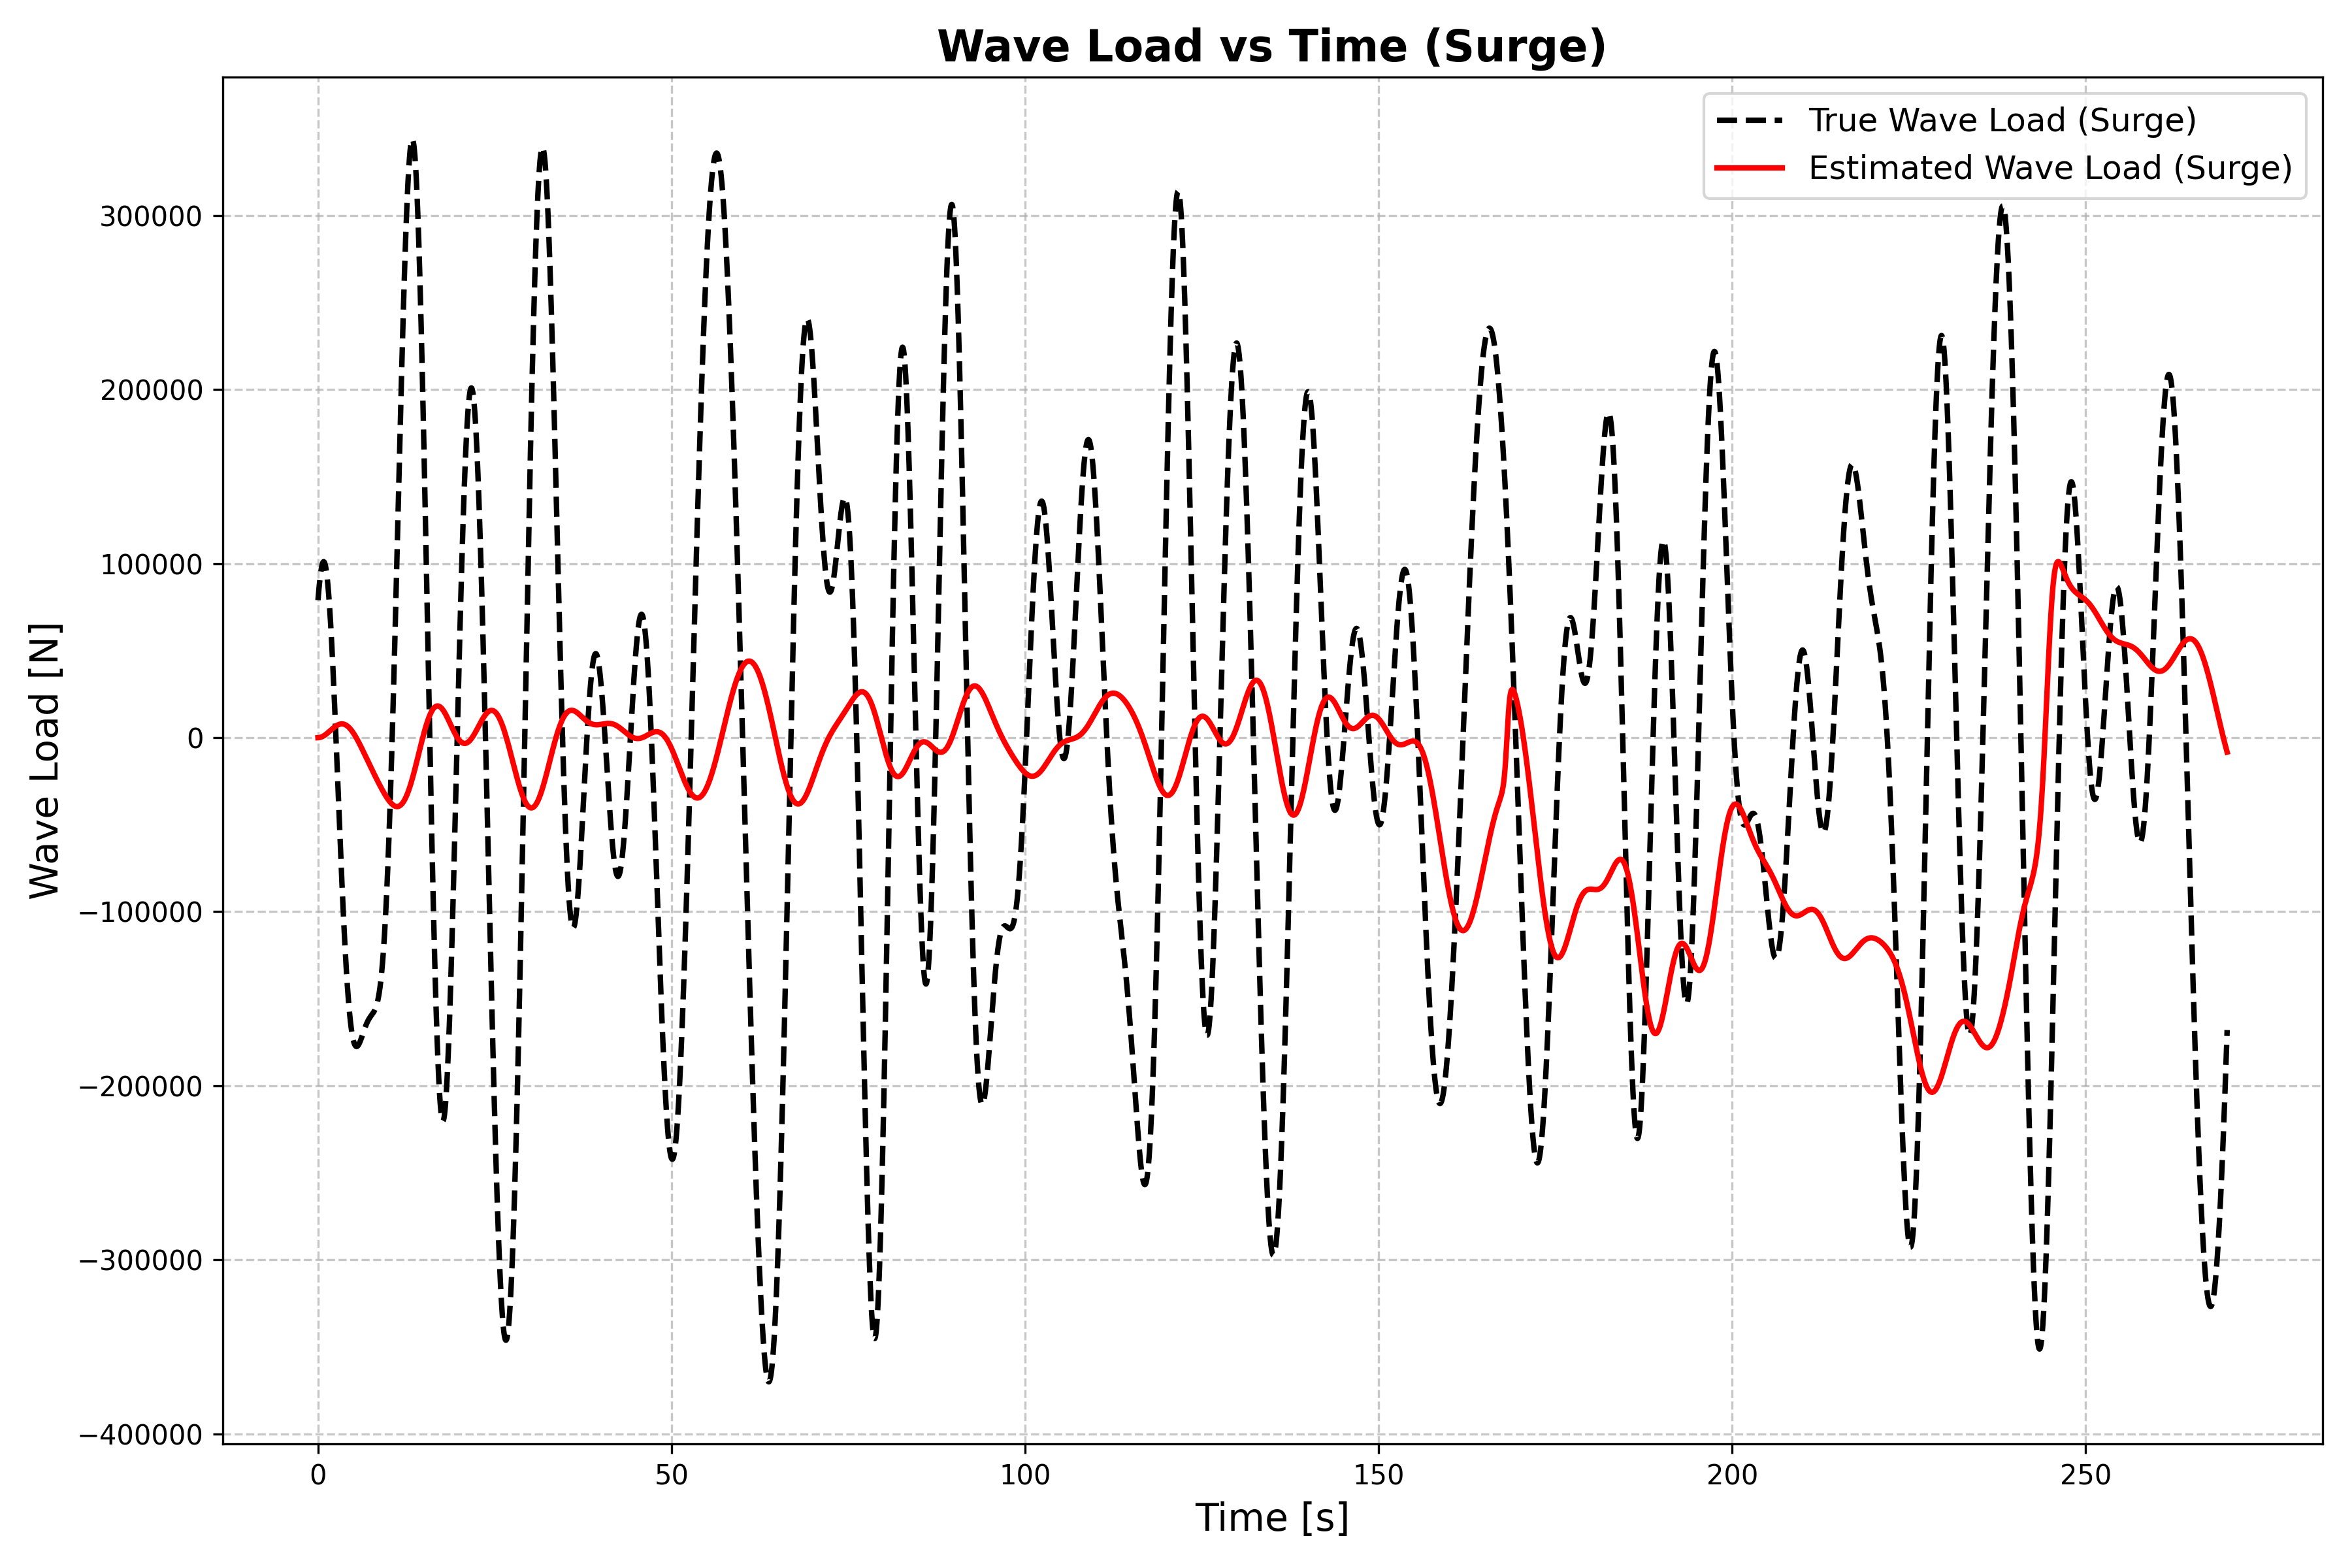 Wave Load vs Time (Surge)
True Wave Load (Surge)
Estimated Wave Load (Surge)
Wave Load [N]
300000
200000
100000
0
−100000
−200000
−300000
−400000
0 50 100 150 200 250
Time [s]